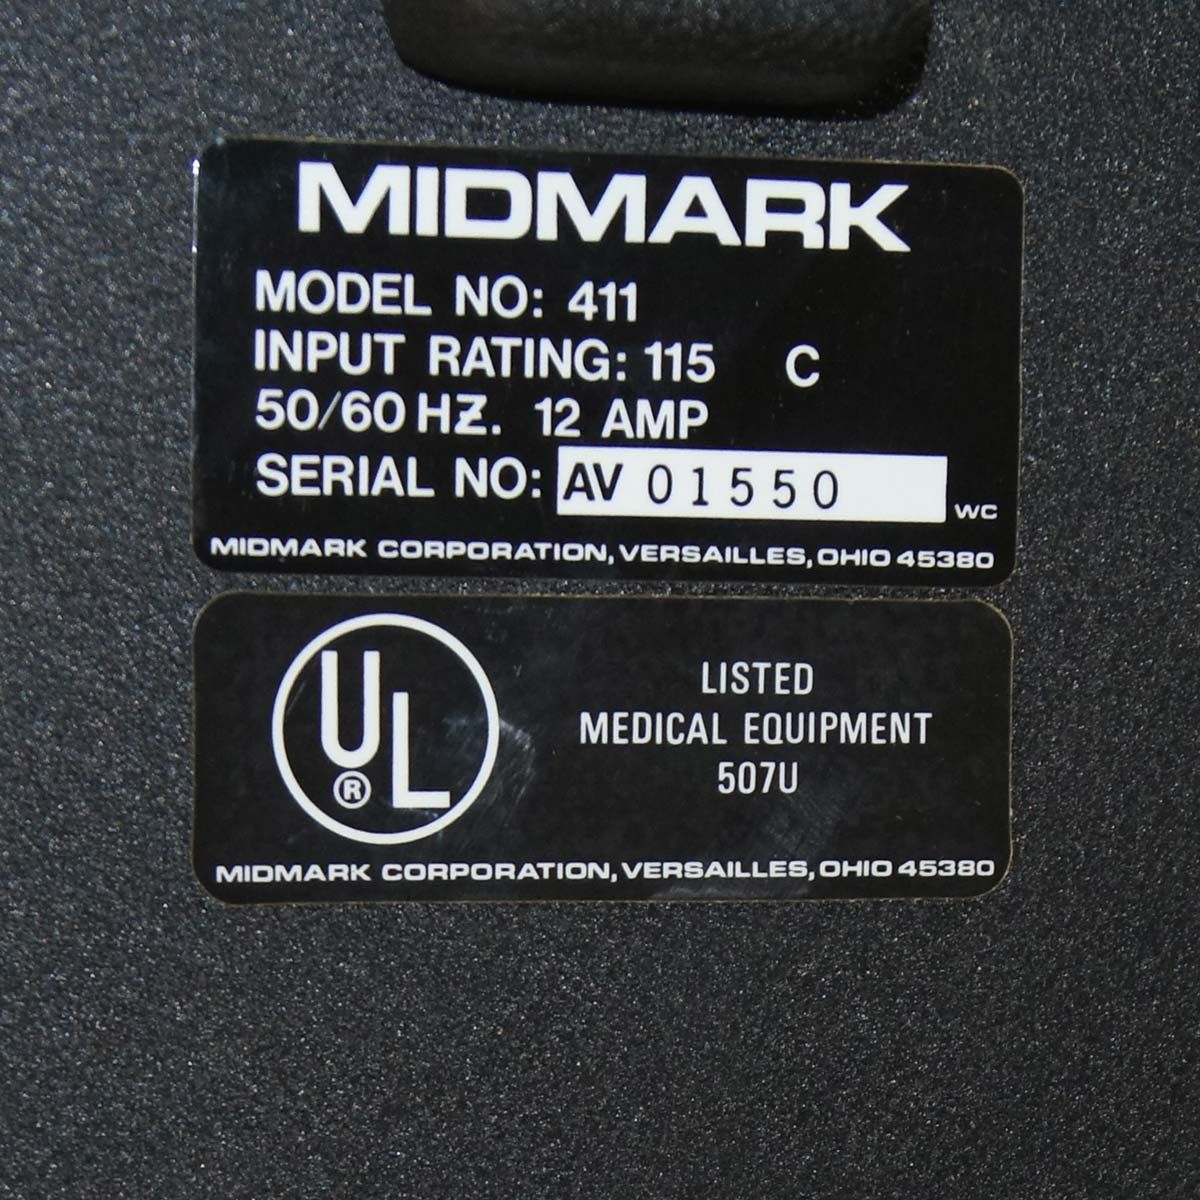 MIDMARK
MODEL NO: 411
INPUT RATING: 115 C
50/60 HZ. 12 AMP
SERIAL NO: AV 01550
WC
MIDMARK CORPORATION, VERSAILLES, OHIO 45380
UL
®
LISTED
MEDICAL EQUIPMENT
507U
MIDMARK CORPORATION, VERSAILLES, OHIO 45380